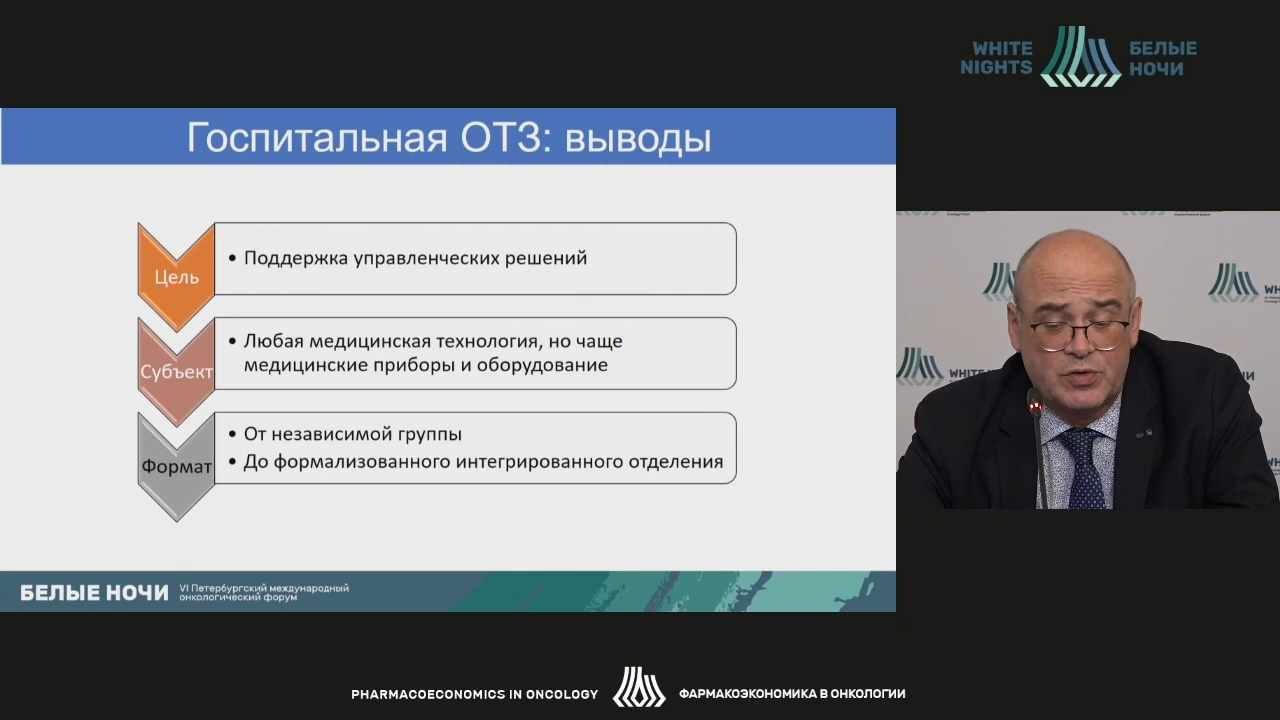 WHITE
NIGHTS
БЕЛЫЕ
НОЧИ
Госпитальная ОТЗ: выводы
Цель
• Поддержка управленческих решений
Субъект
• Любая медицинская технология, но чаще
медицинские приборы и оборудование
Формат
• От независимой группы
• До формализованного интегрированного отделения
БЕЛЫЕ НОЧИ
VI Петербургский международный
онкологический форум
PHARMACOECONOMICS IN ONCOLOGY
ФАРМАКОЭКОНОМИКА В ОНКОЛОГИИ